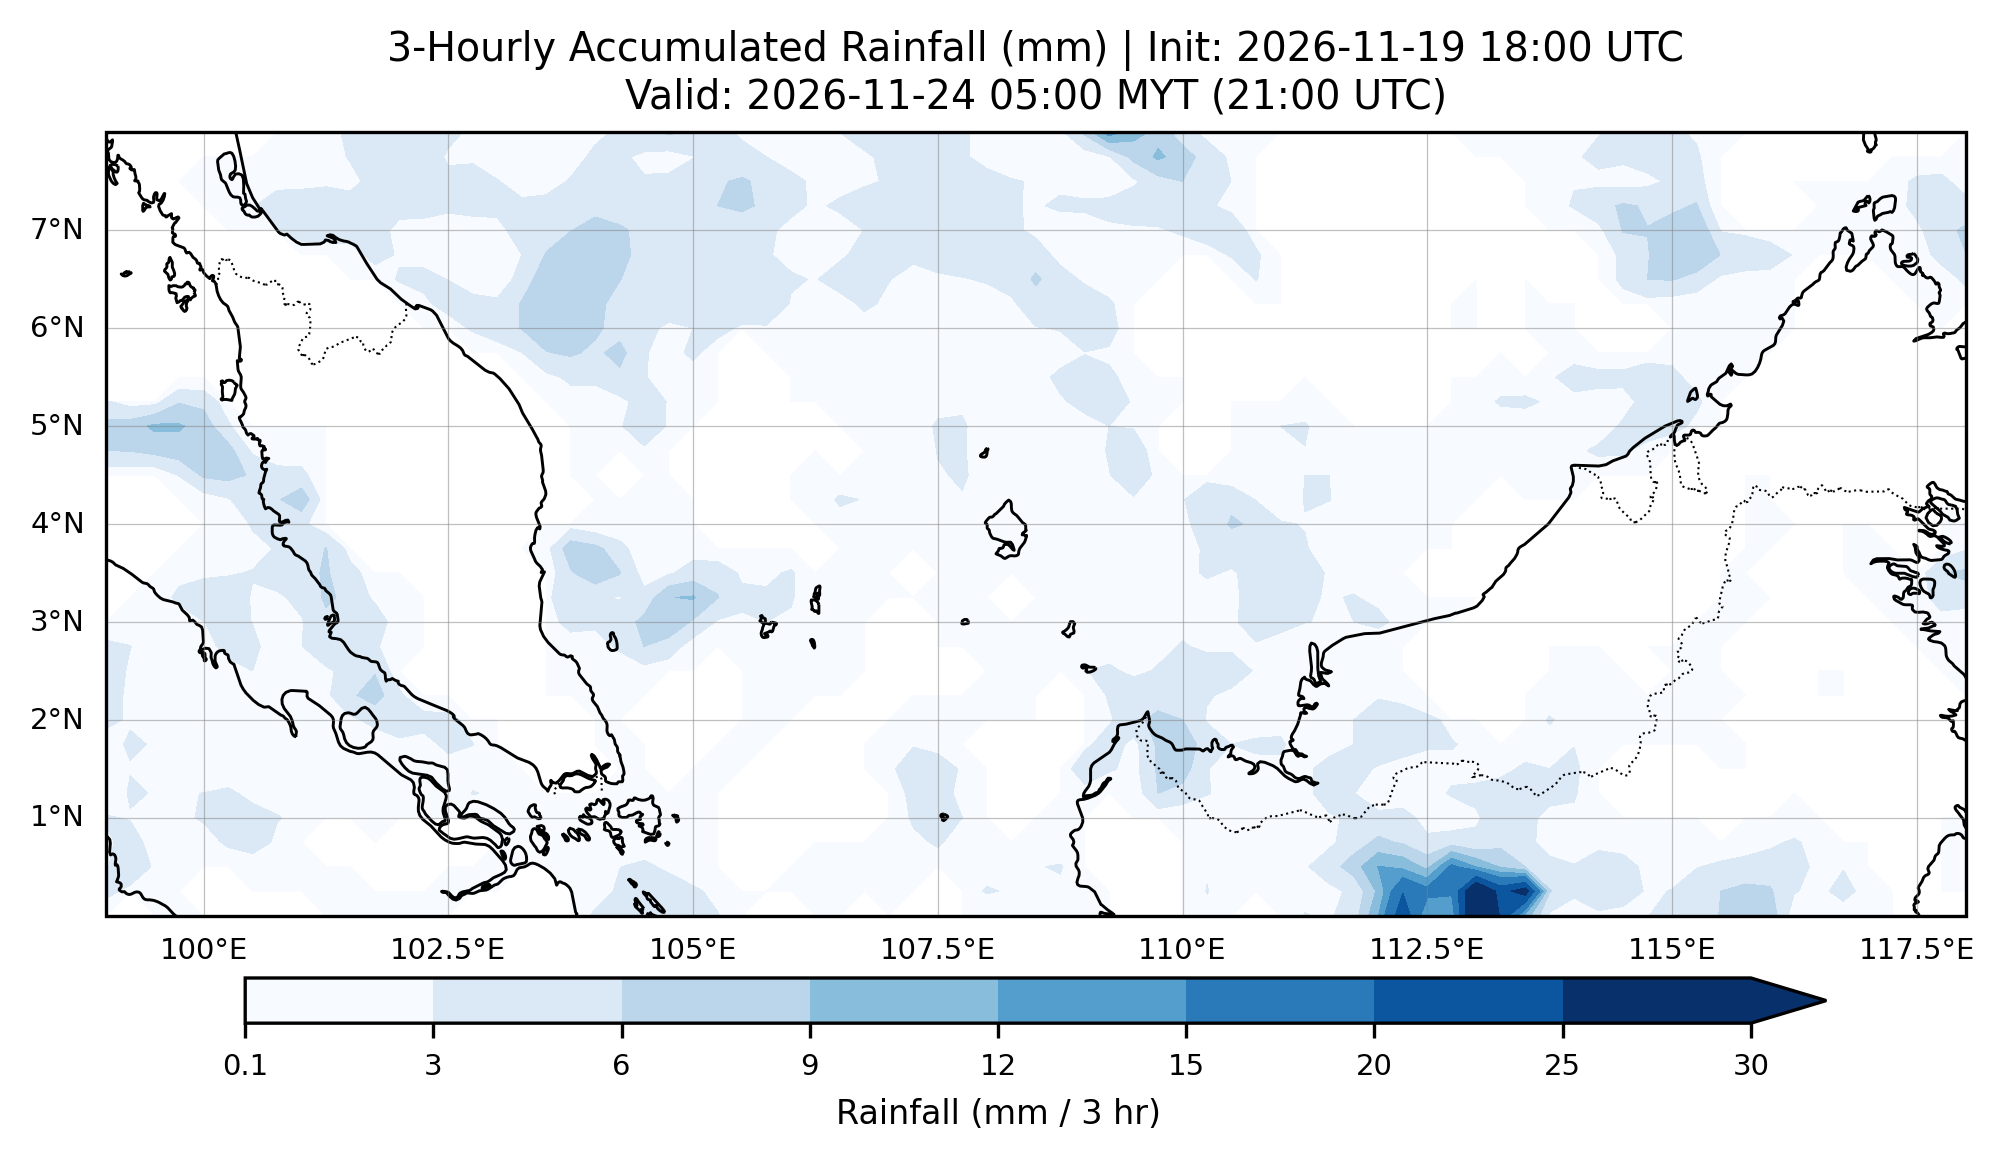 3-Hourly Accumulated Rainfall (mm) | Init: 2026-11-19 18:00 UTC
Valid: 2026-11-24 05:00 MYT (21:00 UTC)
7°N
6°N
5°N
4°N
3°N
2°N
1°N
100°E 102.5°E 105°E 107.5°E 110°E 112.5°E 115°E 117.5°E
0.1 3 6 9 12 15 20 25 30
Rainfall (mm / 3 hr)